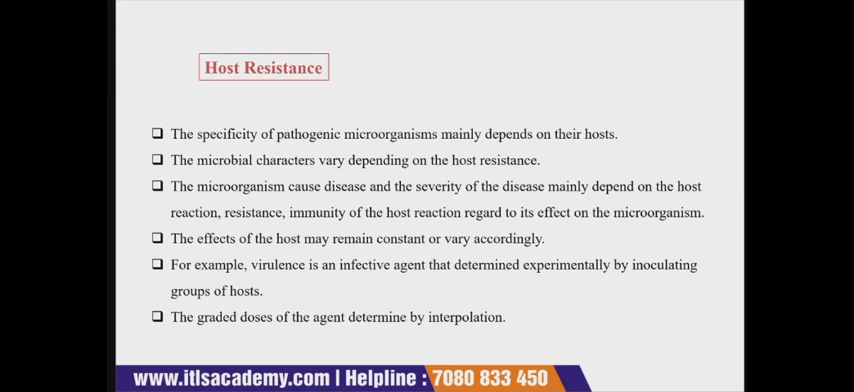 Host Resistance
❑ The specificity of pathogenic microorganisms mainly depends on their hosts.
❑ The microbial characters vary depending on the host resistance.
❑ The microorganism cause disease and the severity of the disease mainly depend on the host
reaction, resistance, immunity of the host reaction regard to its effect on the microorganism.
❑ The effects of the host may remain constant or vary accordingly.
❑ For example, virulence is an infective agent that determined experimentally by inoculating
groups of hosts.
❑ The graded doses of the agent determine by interpolation.
www.itlsacademy.com | Helpline : 7080 833 450